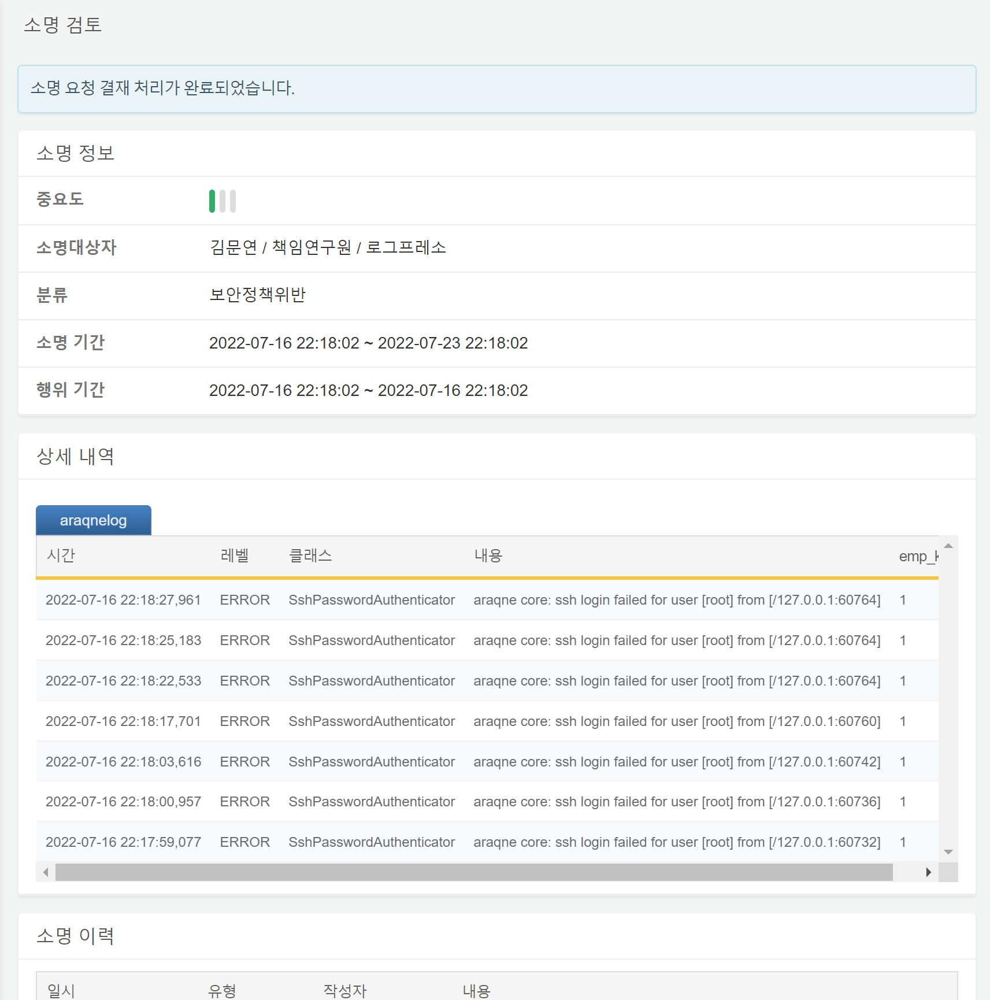 소명 검토
소명 요청 결재 처리가 완료되었습니다.
소명 정보
중요도
소명대상자 김문연 / 책임연구원 / 로그프레소
분류 보안정책위반
소명 기간 2022-07-16 22:18:02 ~ 2022-07-23 22:18:02
행위 기간 2022-07-16 22:18:02 ~ 2022-07-16 22:18:02
상세 내역
araqnelog
시간 레벨 클래스 내용
2022-07-16 22:18:27,961 ERROR SshPasswordAuthenticator araqne core: ssh login failed for user [root] from [/127.0.0.1:60764] 1
2022-07-16 22:18:25,183 ERROR SshPasswordAuthenticator araqne core: ssh login failed for user [root] from [/127.0.0.1:60764] 1
2022-07-16 22:18:22,533 ERROR SshPasswordAuthenticator araqne core: ssh login failed for user [root] from [/127.0.0.1:60764] 1
2022-07-16 22:18:17,701 ERROR SshPasswordAuthenticator araqne core: ssh login failed for user [root] from [/127.0.0.1:60760] 1
2022-07-16 22:18:03,616 ERROR SshPasswordAuthenticator araqne core: ssh login failed for user [root] from [/127.0.0.1:60742] 1
2022-07-16 22:18:00,957 ERROR SshPasswordAuthenticator araqne core: ssh login failed for user [root] from [/127.0.0.1:60736] 1
2022-07-16 22:17:59,077 ERROR SshPasswordAuthenticator araqne core: ssh login failed for user [root] from [/127.0.0.1:60732] 1
소명 이력
일시 유형 작성자 내용